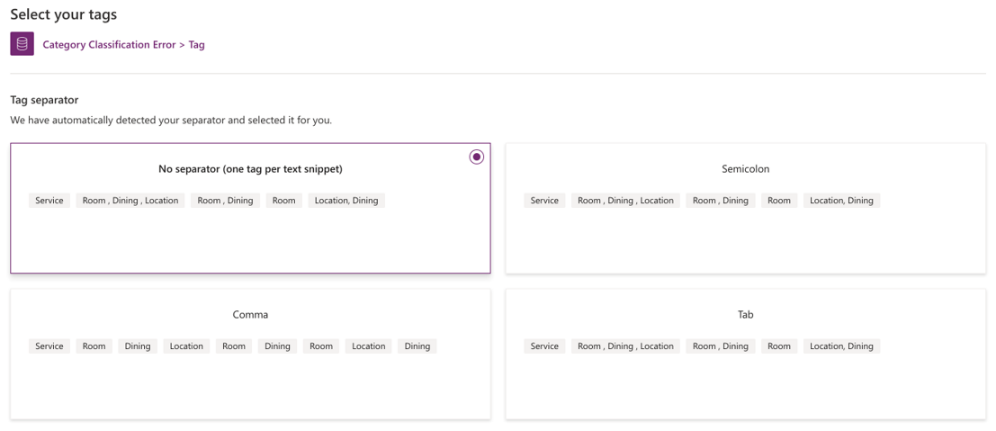 Select your tags
Category Classification Error > Tag
Tag separator
We have automatically detected your separator and selected it for you.
No separator (one tag per text snippet)
Service Room , Dining , Location Room , Dining Room Location, Dining
Semicolon
Service Room , Dining , Location Room , Dining Room Location, Dining
Comma
Service Room Dining Location Room Dining Room Location Dining
Tab
Service Room , Dining , Location Room , Dining Room Location, Dining